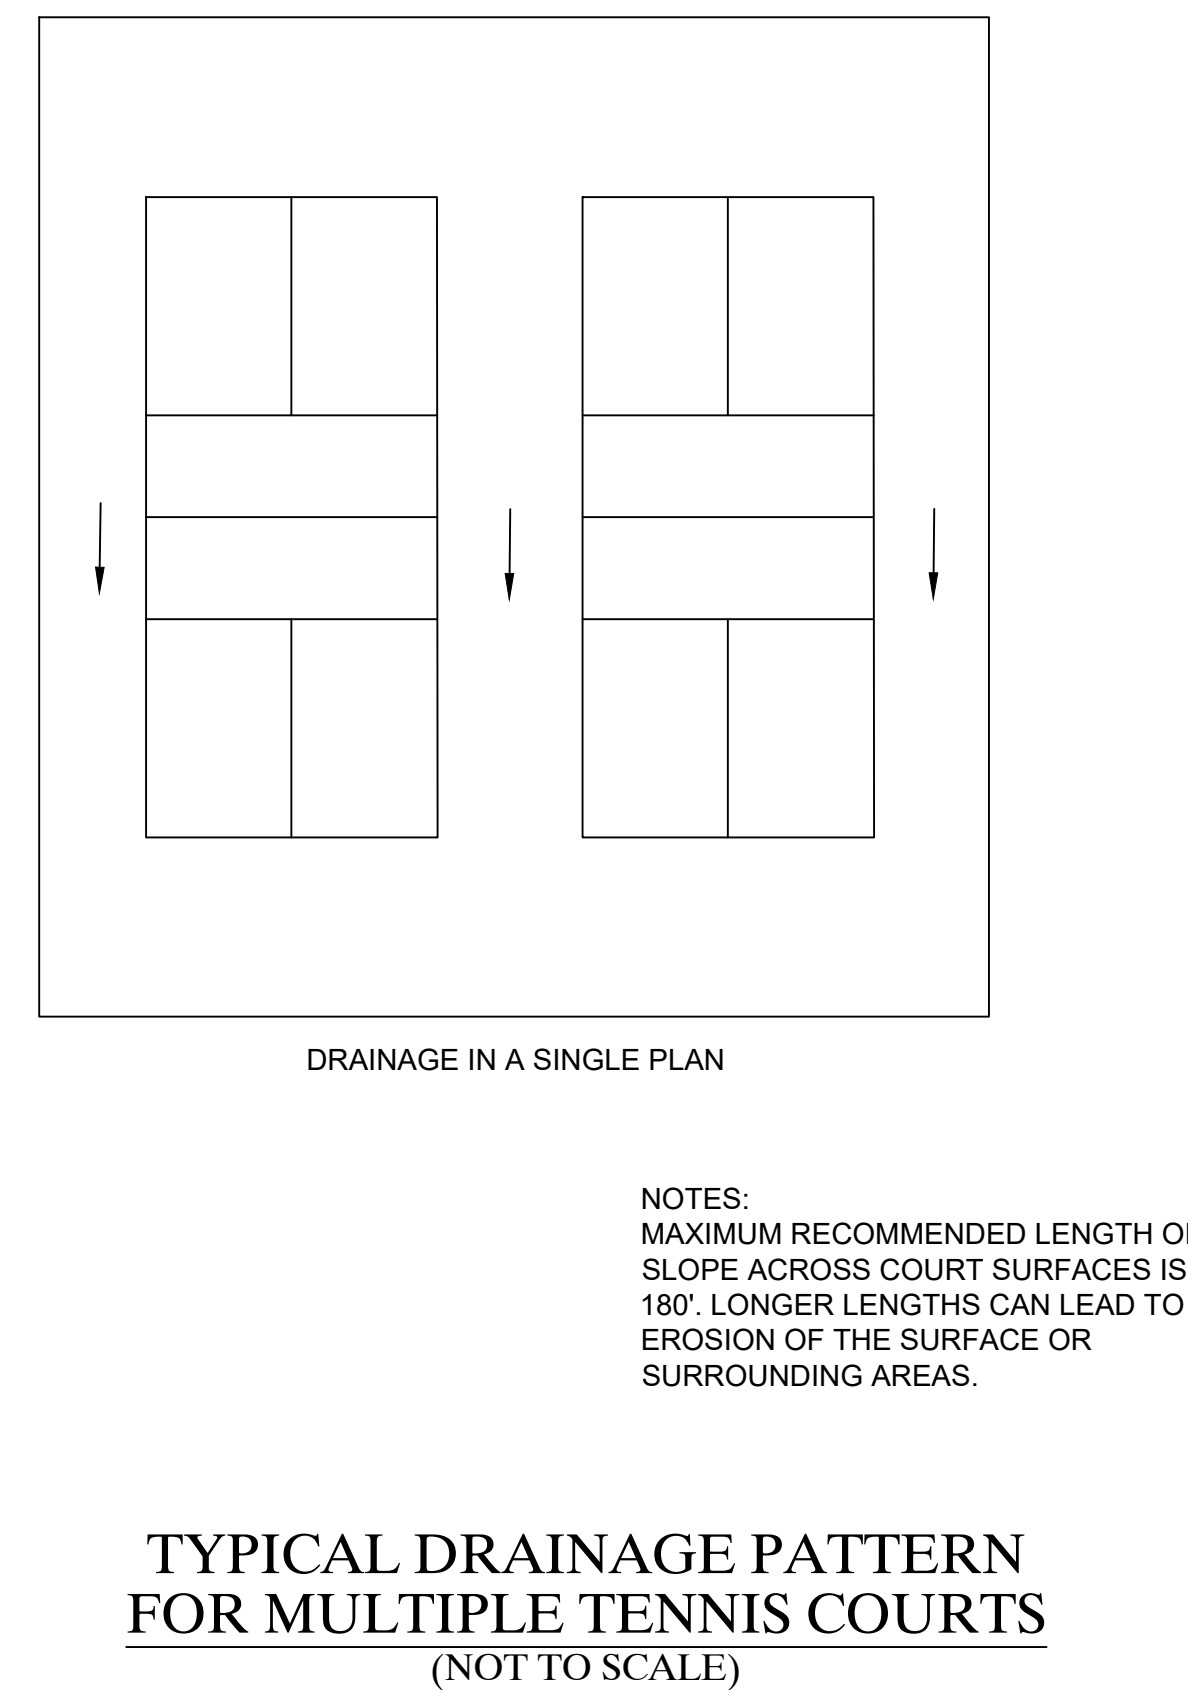 DRAINAGE IN A SINGLE PLAN
NOTES:
MAXIMUM RECOMMENDED LENGTH
SLOPE ACROSS COURT SURFACES IS
180'. LONGER LENGTHS CAN LEAD TO
EROSION OF THE SURFACE OR
SURROUNDING AREAS.
TYPICAL DRAINAGE PATTERN
FOR MULTIPLE TENNIS COURTS
(NOT TO SCALE)